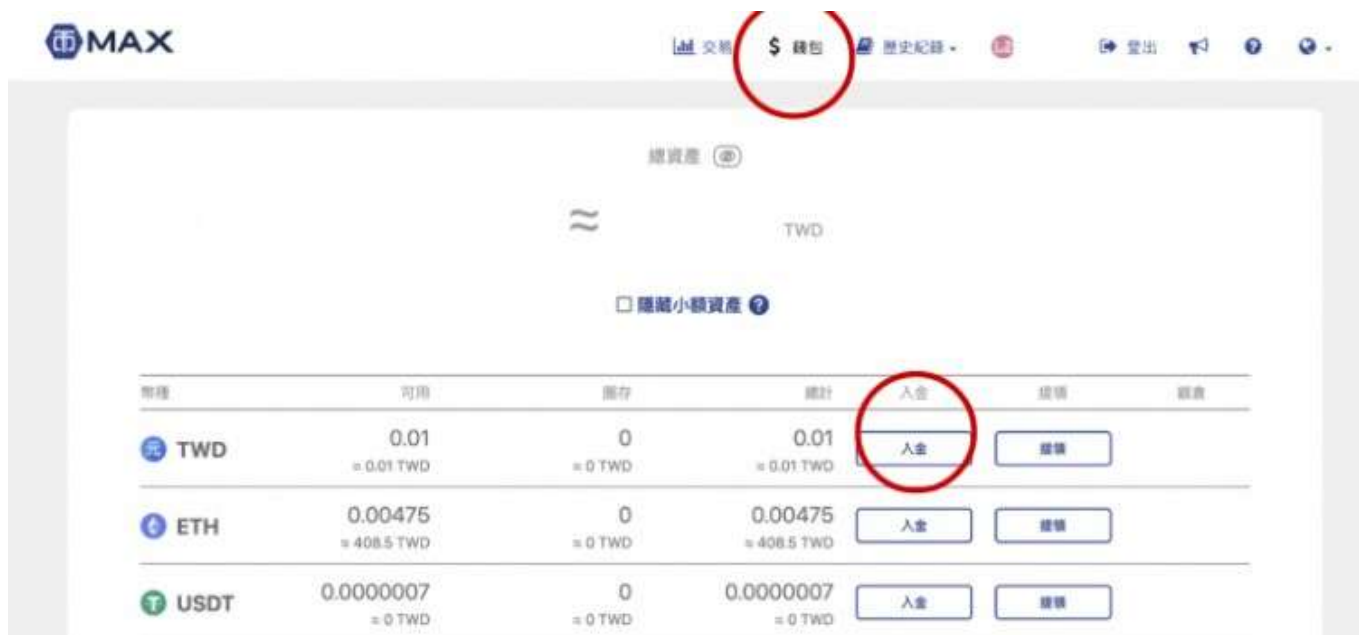 MAX
交易 $ 錢包 歷史紀錄 登出
總資產
≈ TWD
隱藏小額資產
幣種 可用 圈存 總計 入金 提領 鎖倉
TWD 0.01 0 0.01 入金 提領
≈ 0.01 TWD ≈ 0 TWD ≈ 0.01 TWD
ETH 0.00475 0 0.00475 入金 提領
≈ 408.5 TWD ≈ 0 TWD ≈ 408.5 TWD
USDT 0.0000007 0 0.0000007 入金 提領
≈ 0 TWD ≈ 0 TWD ≈ 0 TWD